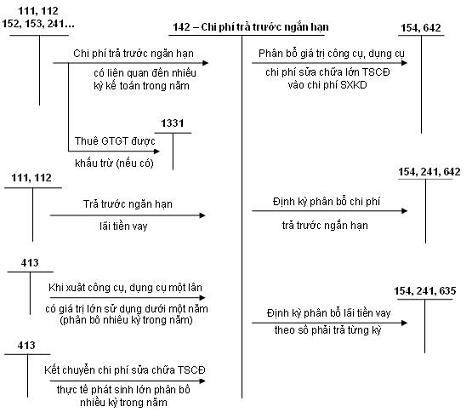 111, 112
152, 153, 241...
142 – Chi phí trả trước ngắn hạn
154, 642
Chi phí trả trước ngắn hạn
có liên quan đến nhiều
kỳ kế toán trong năm
Phân bổ giá trị công cụ, dụng cụ
chi phí sửa chữa lớn TSCĐ
vào chi phí SXKD
1331
Thuê GTGT được
khấu trừ (nếu có)
111, 112
Trả trước ngắn hạn
lãi tiền vay
154, 241, 642
Định kỳ phân bổ chi phí
trả trước ngắn hạn
413
Khi xuất công cụ, dụng cụ một lần
có giá trị lớn sử dụng dưới một năm
(phân bô nhiều kỳ trong năm)
154, 241, 635
Định kỳ phân bổ lãi tiền vay
theo số phải trả từng kỳ
413
Kết chuyển chi phí sửa chữa TSCĐ
thực tế phát sinh lớn phân bổ
nhiều kỳ trong năm